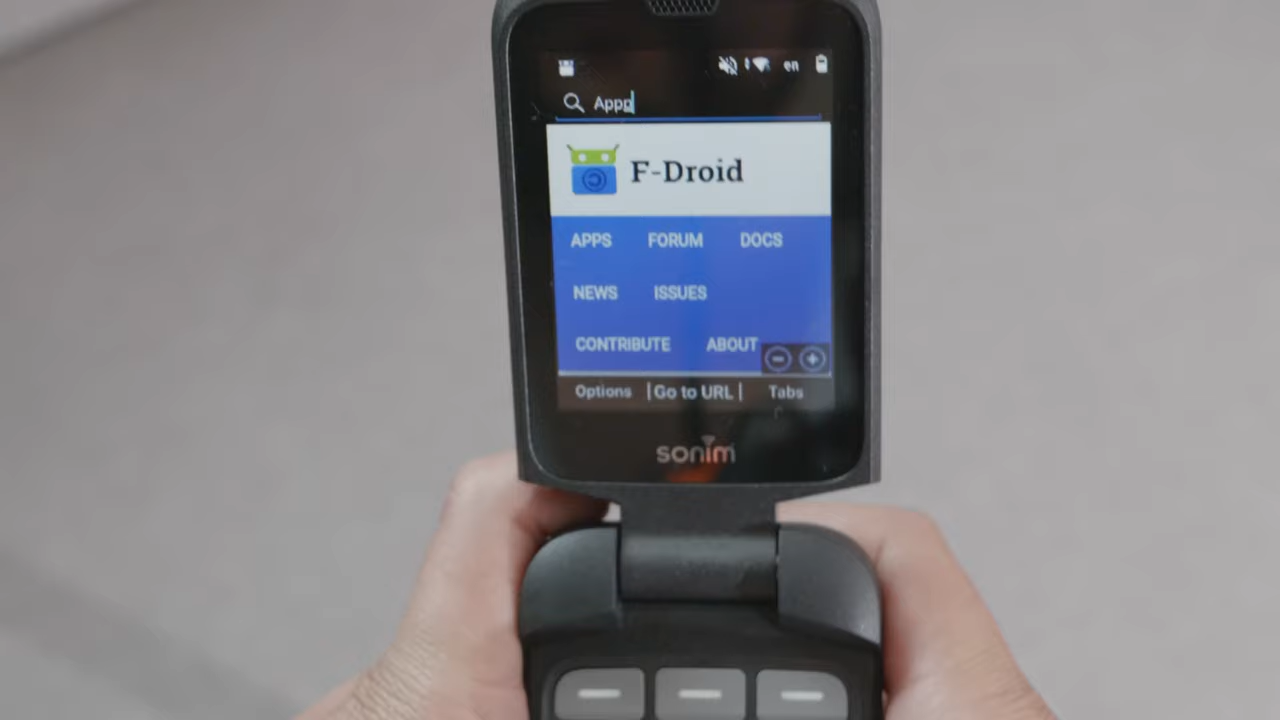 en
Appp
F-Droid
APPS FORUM DOCS
NEWS ISSUES
CONTRIBUTE ABOUT
Options |Go to URL| Tabs
sonim